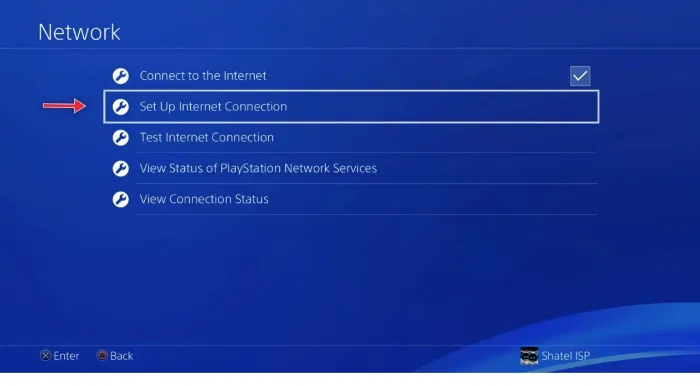 Network
Connect to the Internet
Set Up Internet Connection
Test Internet Connection
View Status of PlayStation Network Services
View Connection Status
Enter Back Shatel ISP